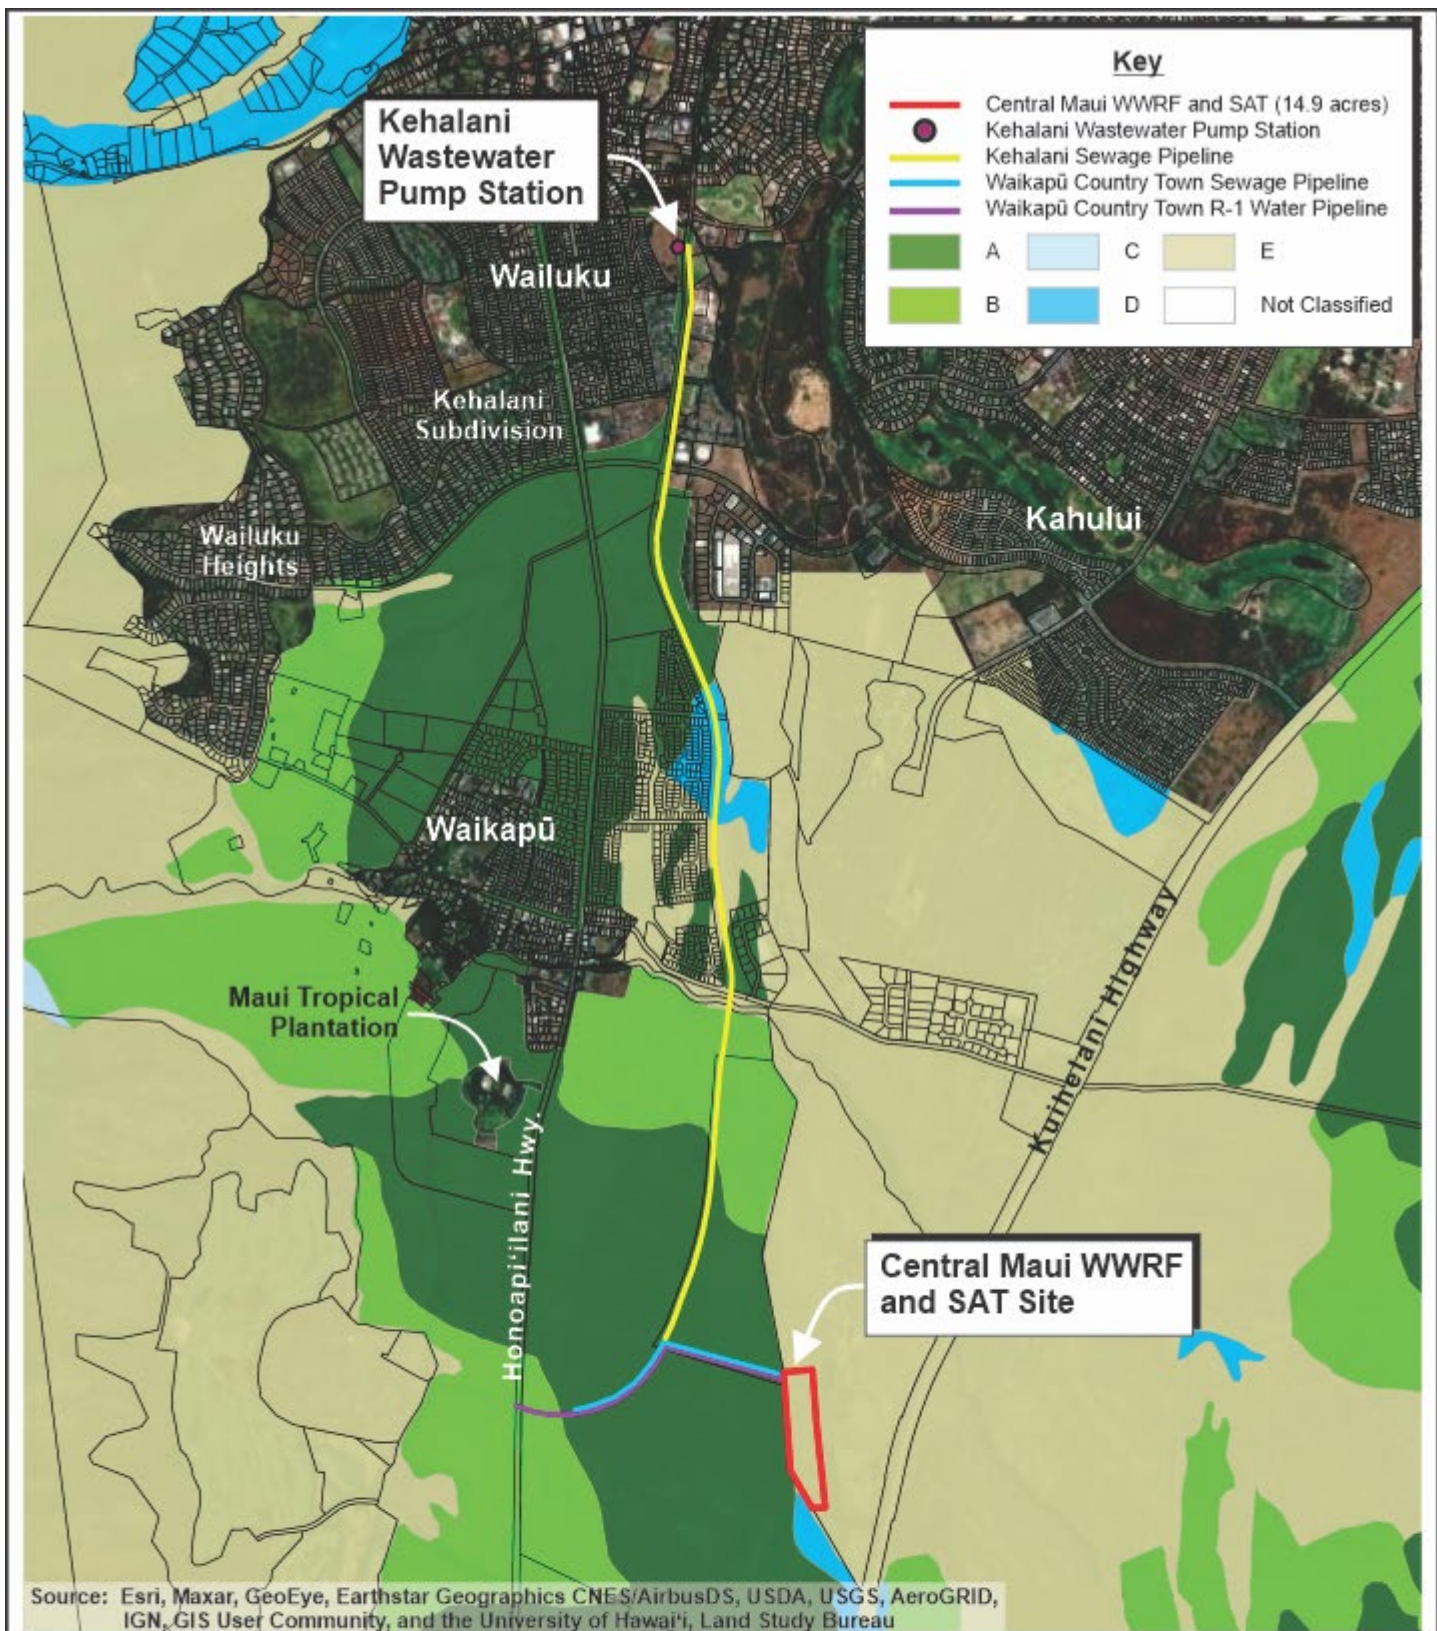 Key
Central Maui WWRF and SAT (14.9 acres)
Kehalani Wastewater Pump Station
Kehalani Sewage Pipeline
Waikapū Country Town Sewage Pipeline
Waikapū Country Town R-1 Water Pipeline
A
C
E
B
D
Not Classified
Kehalani
Wastewater
Pump Station
Wailuku
Kehalani
Subdivision
Wailuku
Heights
Kahului
Waikapū
Maui Tropical
Plantation
Kuihelani Highway
Honoapiʻilani Hwy.
Central Maui WWRF
and SAT Site
Source: Esri, Maxar, GeoEye, Earthstar Geographics CNES/AirbusDS, USDA, USGS, AeroGRID,
IGN, GIS User Community, and the University of Hawaiʻi, Land Study Bureau